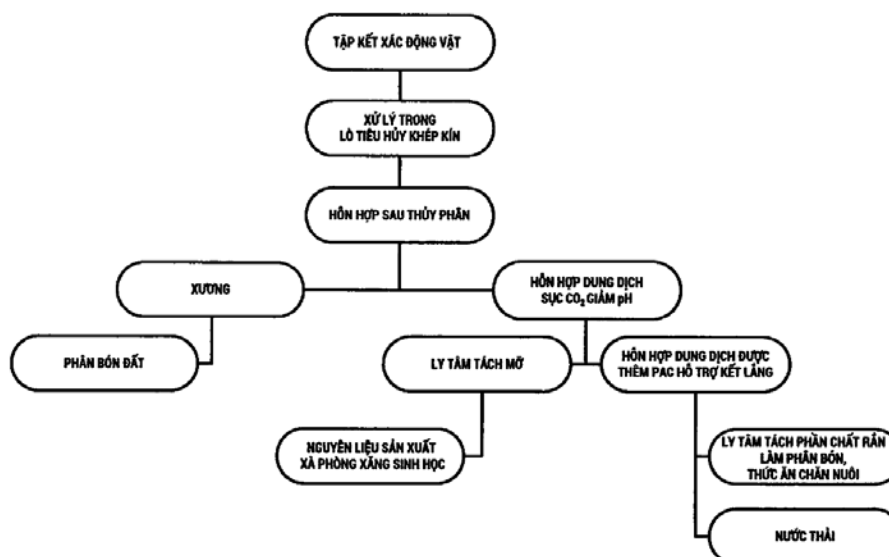 TẬP KẾT XÁC ĐỘNG VẬT
XỬ LÝ TRONG
LÒ TIÊU HỦY KHÉP KÍN
HỖN HỢP SAU THỦY PHÂN
XƯƠNG
HỖN HỢP DUNG DỊCH
SỤC CO₂ GIẢM pH
PHÂN BÓN ĐẤT
LY TÂM TÁCH MỠ
HỖN HỢP DUNG DỊCH ĐƯỢC
THÊM PAC HỖ TRỢ KẾT LẮNG
NGUYÊN LIỆU SẢN XUẤT
XÀ PHÒNG XĂNG SINH HỌC
LY TÂM TÁCH PHẦN CHẤT RẮN
LÀM PHÂN BÓN,
THỨC ĂN CHĂN NUÔI
NƯỚC THẢI